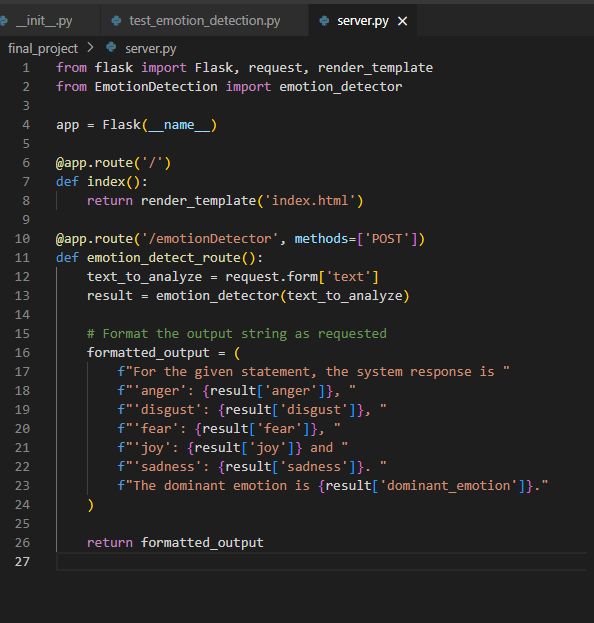 __init__.py test_emotion_detection.py server.py
final_project > server.py
1 from flask import Flask, request, render_template
2 from EmotionDetection import emotion_detector
3
4 app = Flask(__name__)
5
6 @app.route('/')
7 def index():
8     return render_template('index.html')
9
10 @app.route('/emotionDetector', methods=['POST'])
11 def emotion_detect_route():
12     text_to_analyze = request.form['text']
13     result = emotion_detector(text_to_analyze)
14
15     # Format the output string as requested
16     formatted_output = (
17         f"For the given statement, the system response is "
18         f"'anger': {result['anger']}, "
19         f"'disgust': {result['disgust']}, "
20         f"'fear': {result['fear']}, "
21         f"'joy': {result['joy']} and "
22         f"'sadness': {result['sadness']}. "
23         f"The dominant emotion is {result['dominant_emotion']}."
24     )
25
26     return formatted_output
27